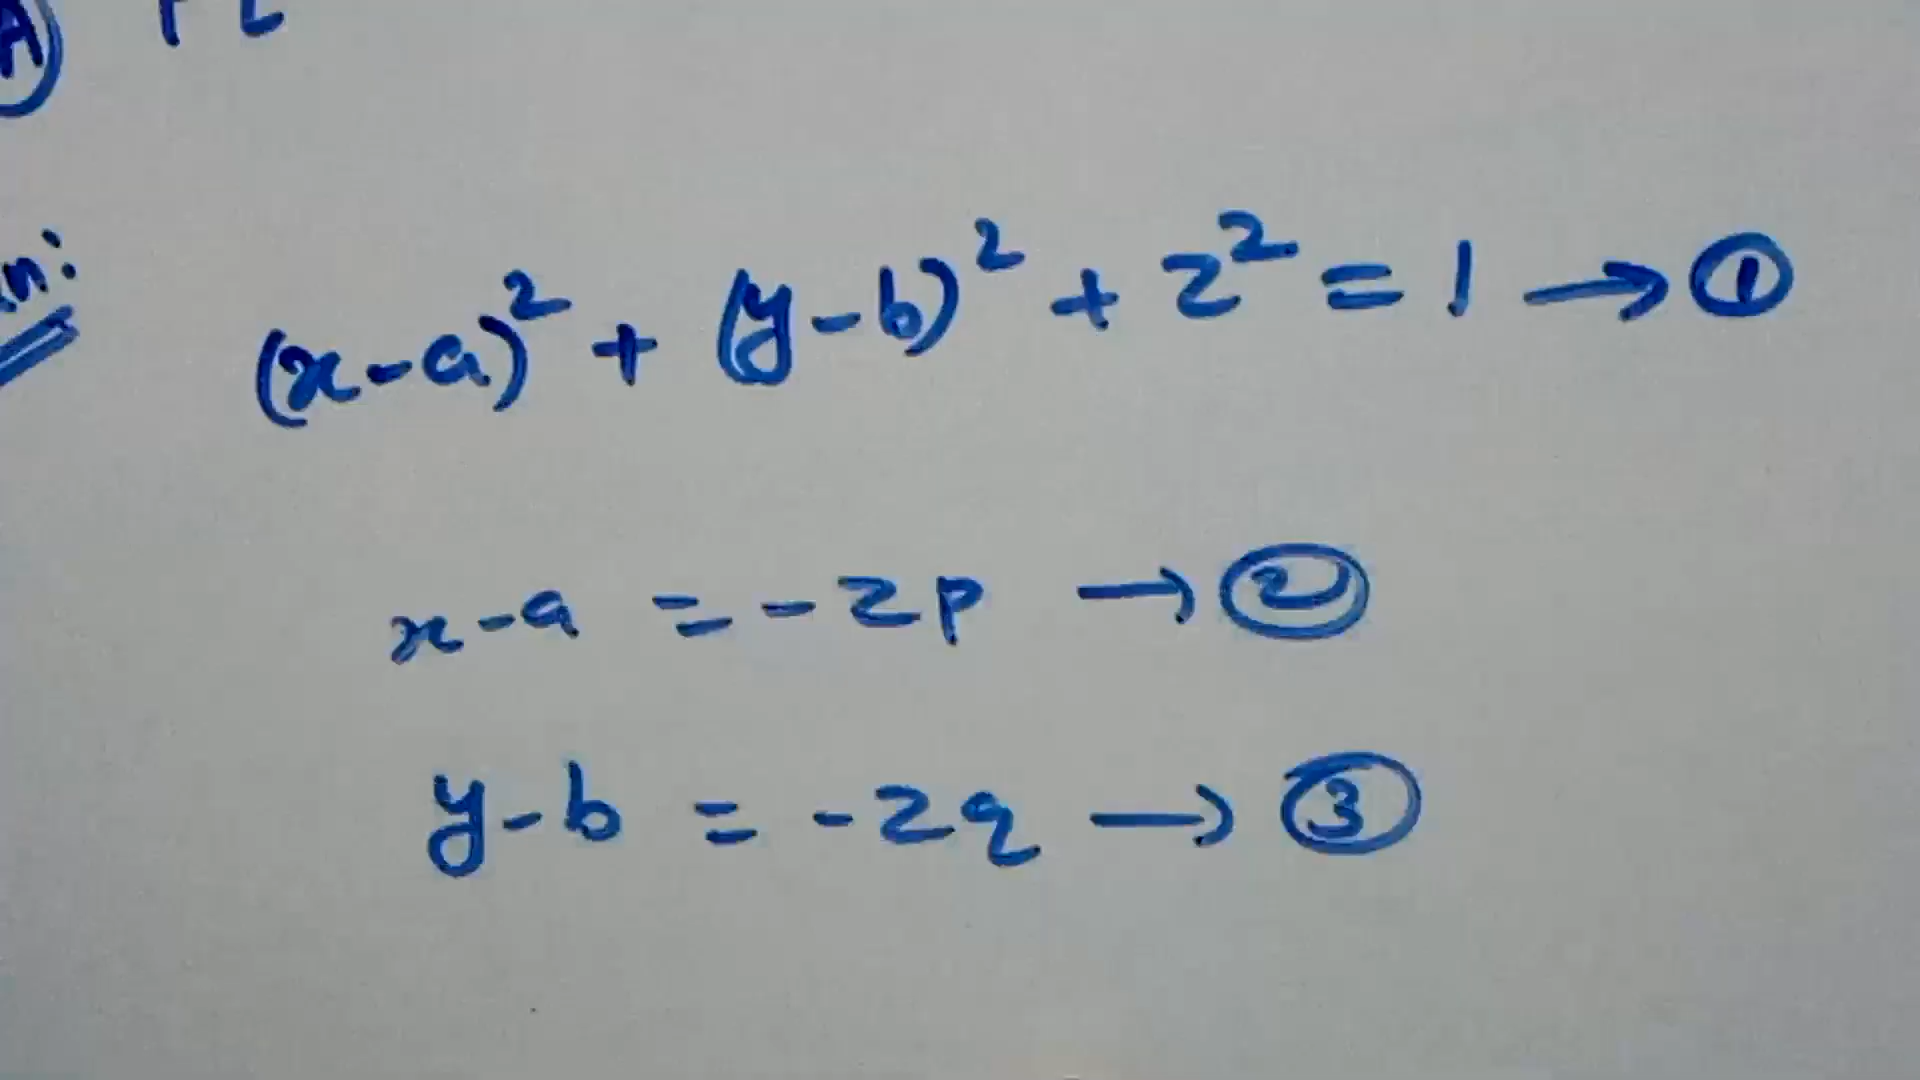 A
n:
(x-a)² + (y-b)² + z² = 1 → ①
x-a = -zp → ②
y-b = -zq → ③